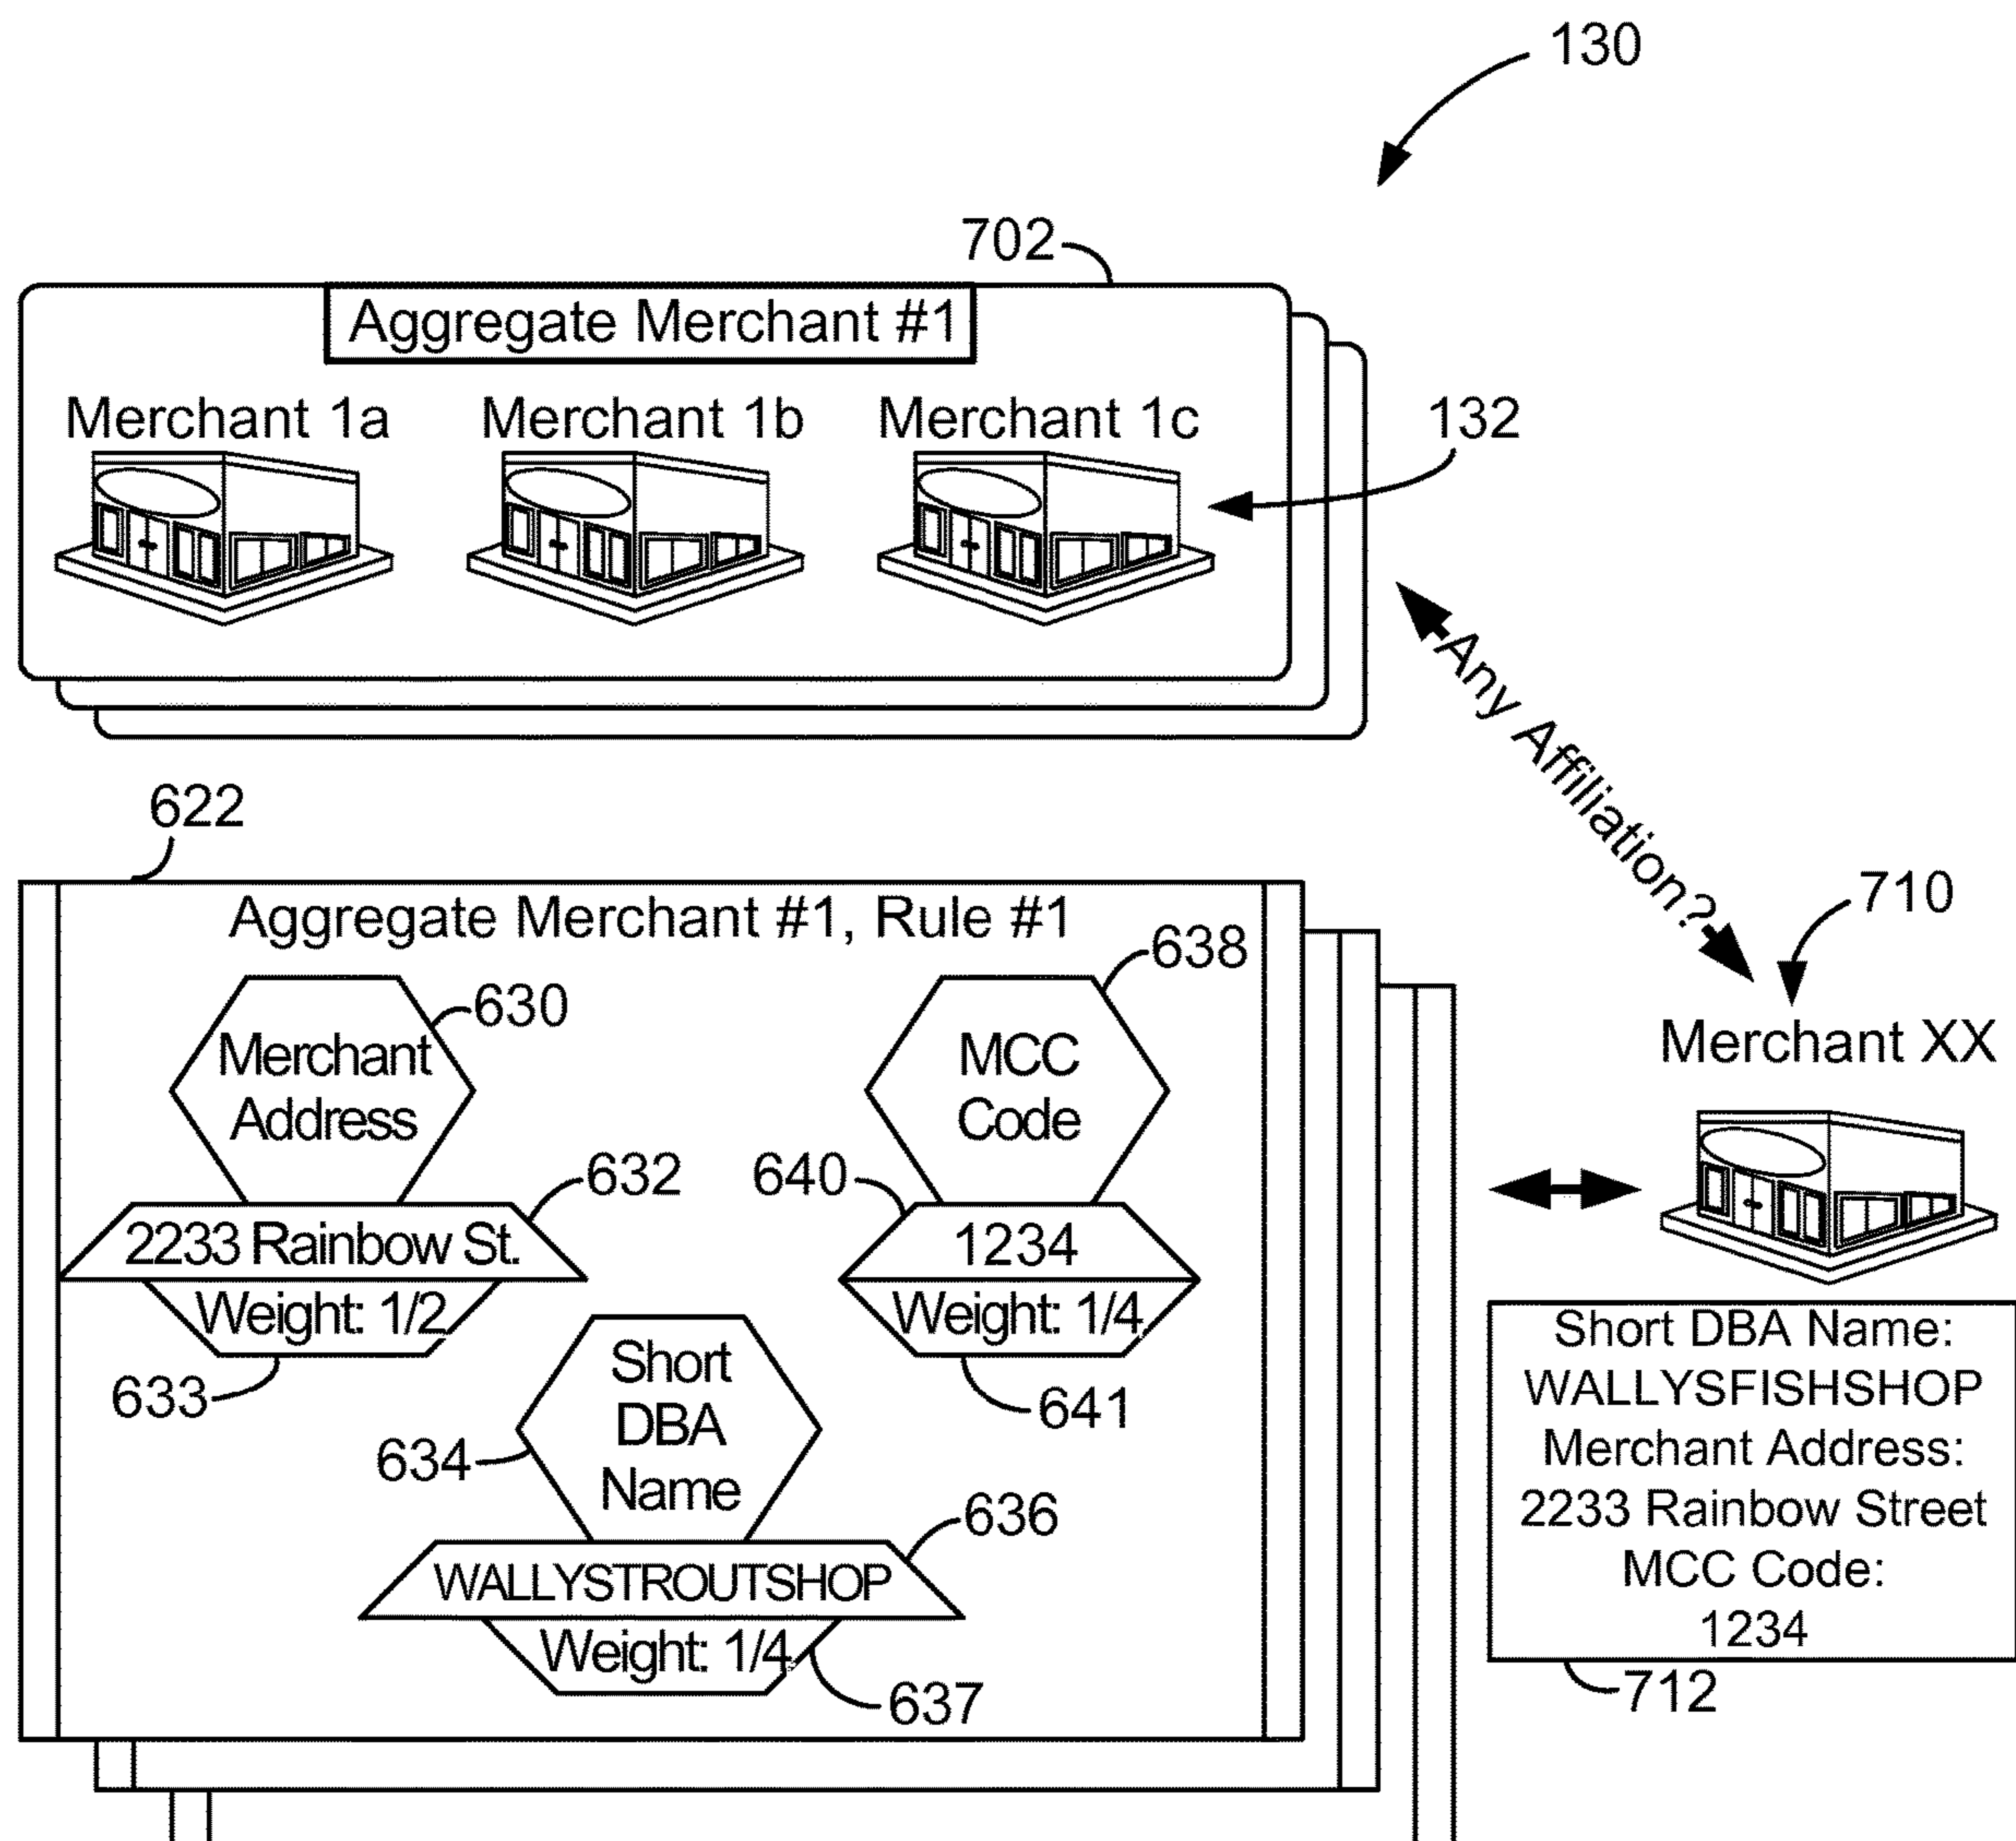 130
702
Aggregate Merchant #1
Merchant 1a Merchant 1b Merchant 1c
132
Any Affiliation?
622
Aggregate Merchant #1, Rule #1
638
630
Merchant
Address
MCC
Code
632
640
2233 Rainbow St.
1234
Weight: 1/2
Weight: 1/4
633
641
Short
DBA
Name
634
636
WALLYSTROUTSHOP
Weight: 1/4
637
710
Merchant XX
Short DBA Name:
WALLYSFISHSHOP
Merchant Address:
2233 Rainbow Street
MCC Code:
1234
712